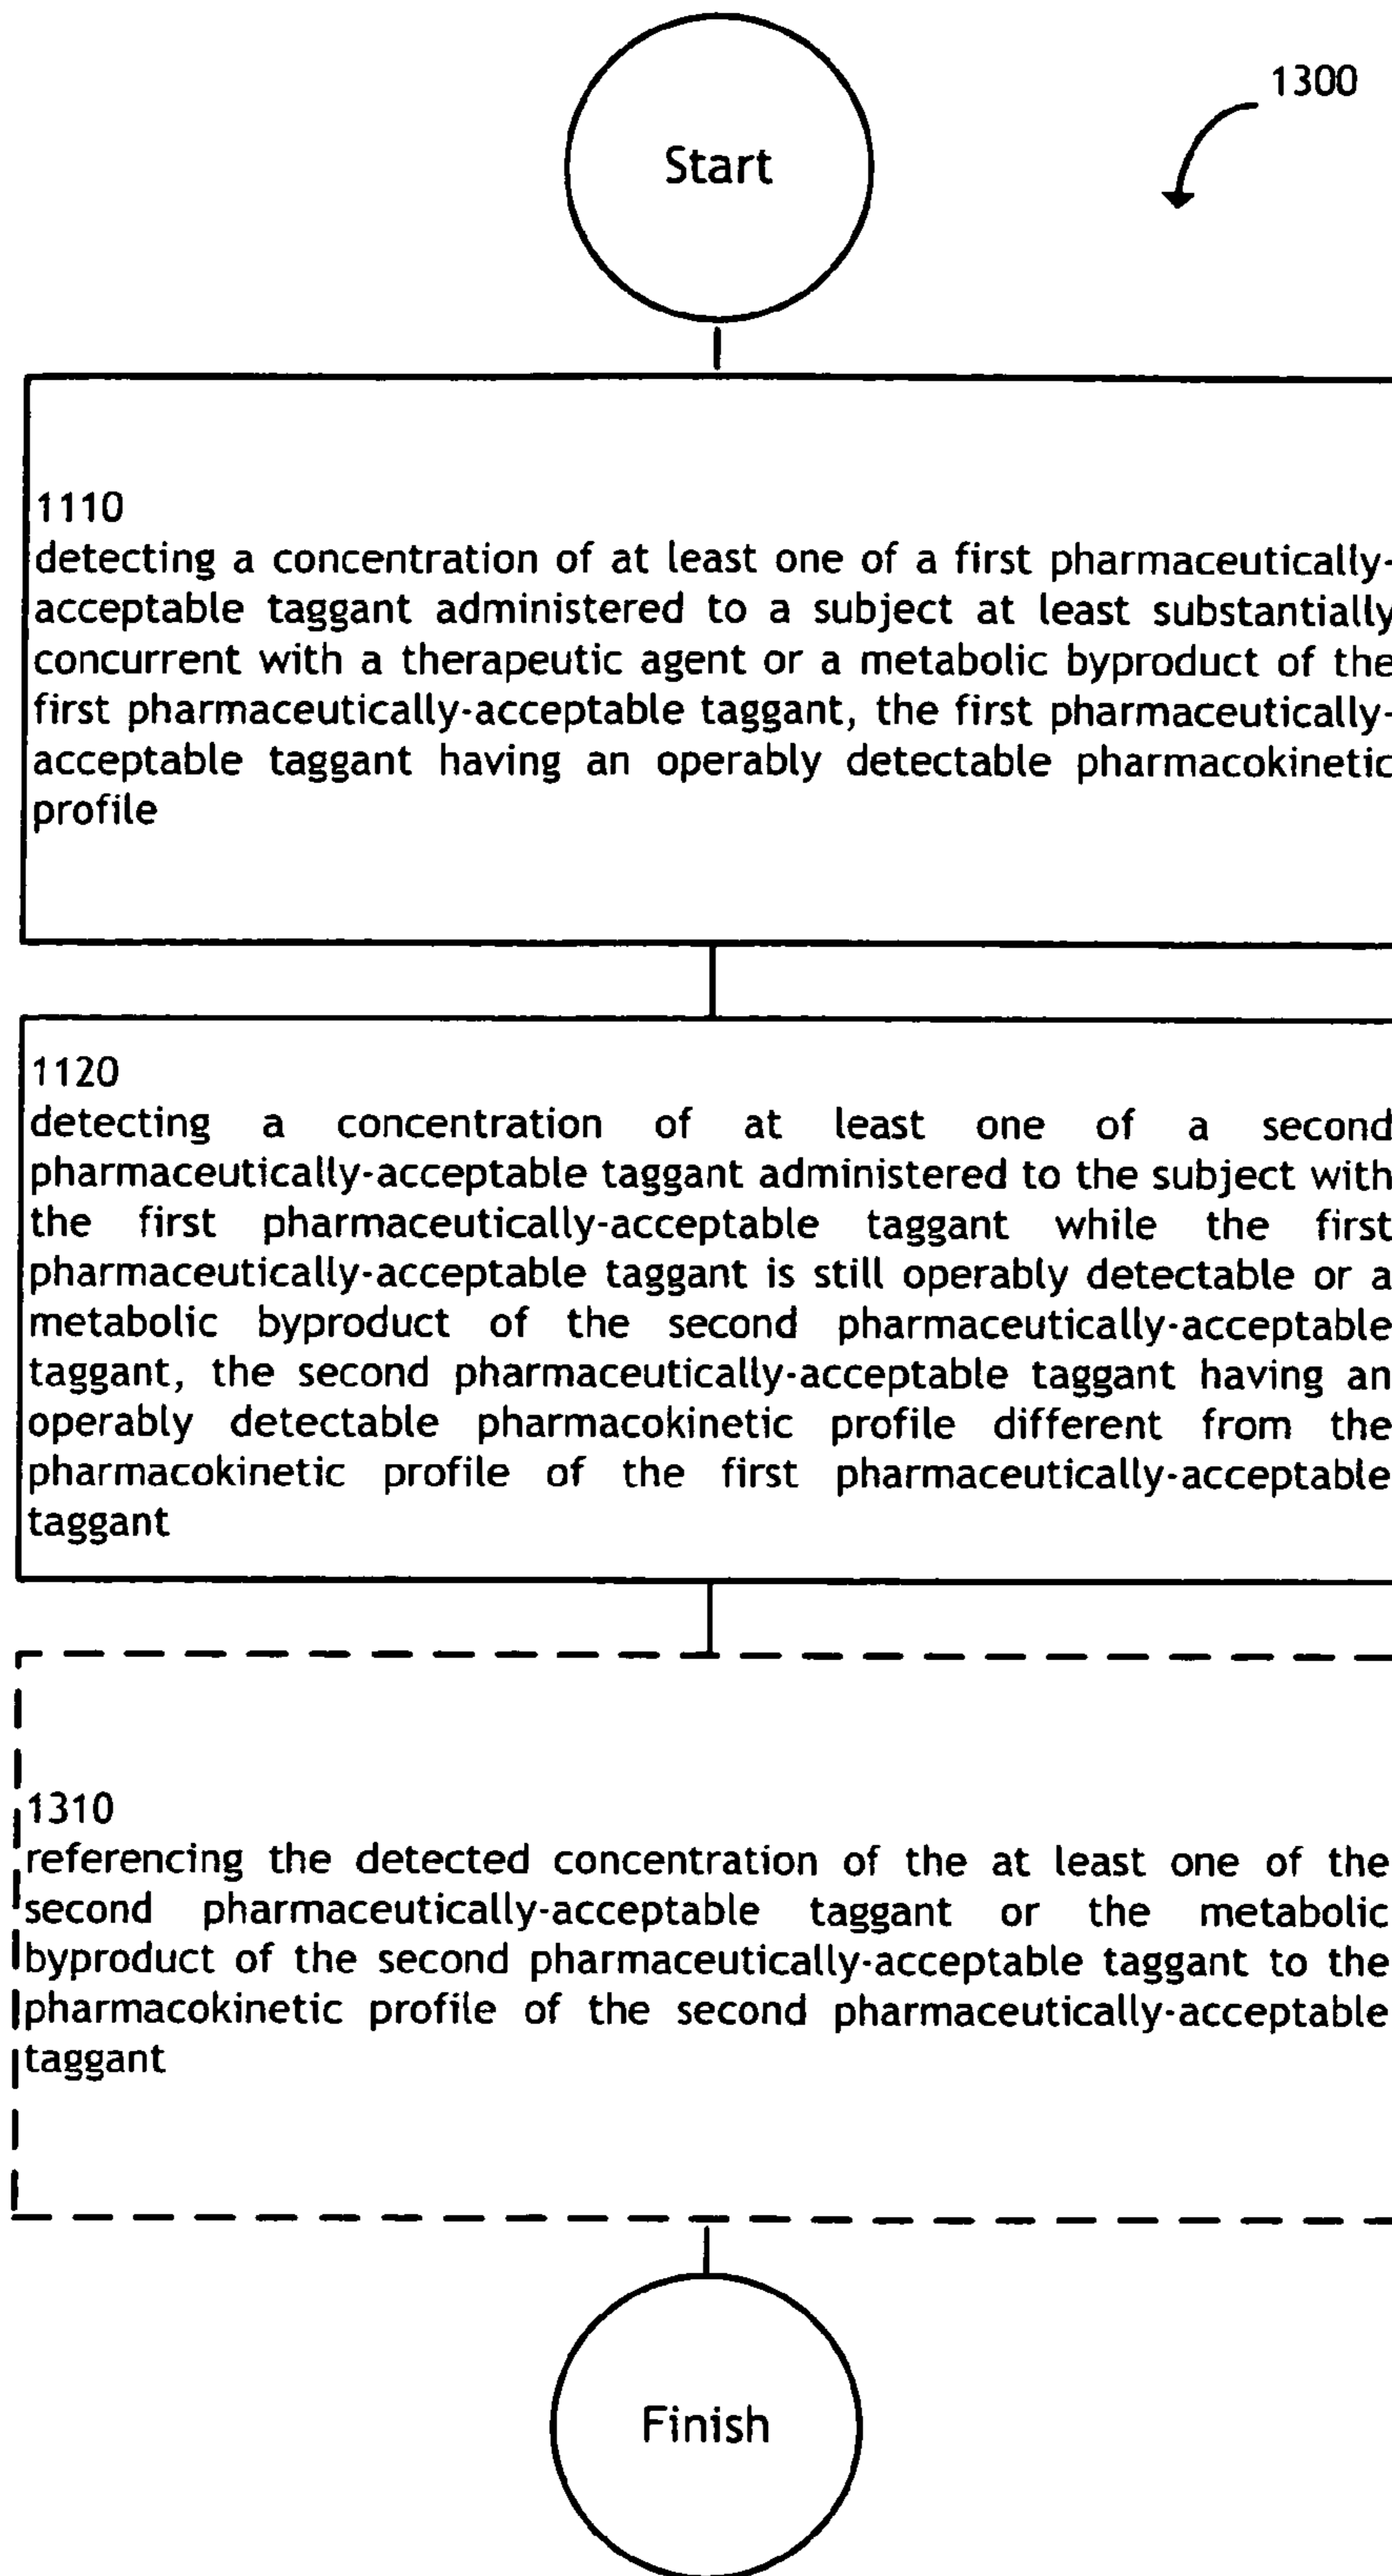 1300
Start
1110
detecting a concentration of at least one of a first pharmaceutically-
acceptable taggant administered to a subject at least substantially
concurrent with a therapeutic agent or a metabolic byproduct of the
first pharmaceutically-acceptable taggant, the first pharmaceutically-
acceptable taggant having an operably detectable pharmacokinetic
profile
1120
detecting a concentration of at least one of a second
pharmaceutically-acceptable taggant administered to the subject with
the first pharmaceutically-acceptable taggant while the first
pharmaceutically-acceptable taggant is still operably detectable or a
metabolic byproduct of the second pharmaceutically-acceptable
taggant, the second pharmaceutically-acceptable taggant having an
operably detectable pharmacokinetic profile different from the
pharmacokinetic profile of the first pharmaceutically-acceptable
taggant
1310
referencing the detected concentration of the at least one of the
second pharmaceutically-acceptable taggant or the metabolic
byproduct of the second pharmaceutically-acceptable taggant to the
pharmacokinetic profile of the second pharmaceutically-acceptable
taggant
Finish